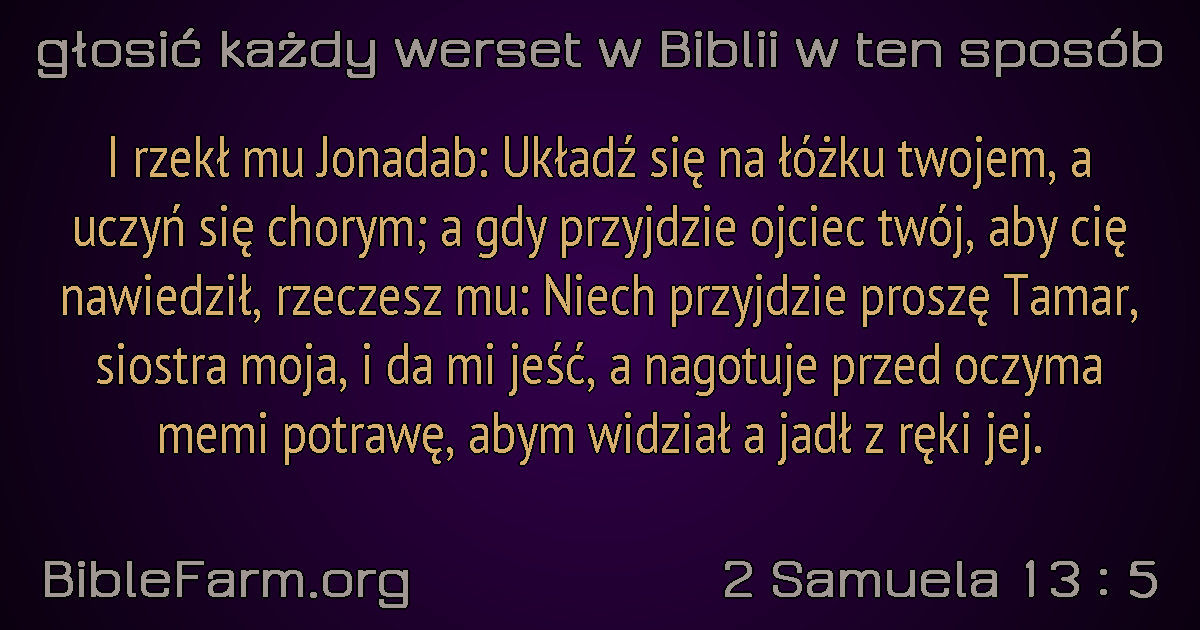 głosić każdy werset w Biblii w ten sposób
I rzekł mu Jonadab: Układź się na łóżku twojem, a
uczyń się chorym; a gdy przyjdzie ojciec twój, aby cię
nawiedził, rzeczesz mu: Niech przyjdzie proszę Tamar,
siostra moja, i da mi jeść, a nagotuje przed oczyma
memi potrawę, abym widział a jadł z ręki jej.
BibleFarm.org
2 Samuela 13 : 5